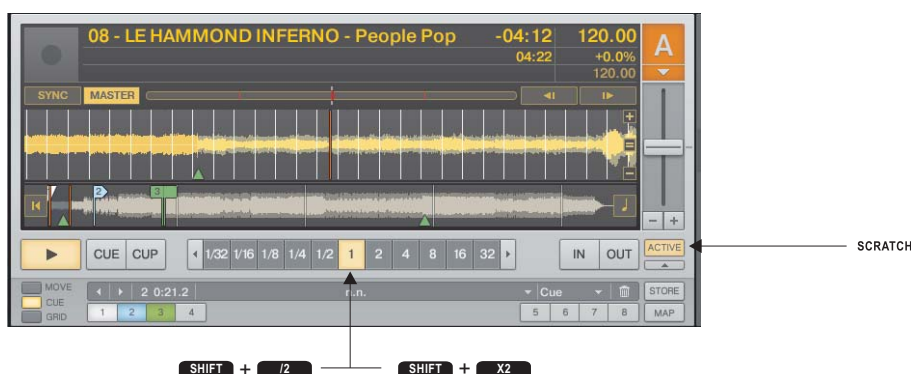 08 - LE HAMMOND INFERNO - People Pop -04:12 120.00 A
04:22 +0.0%
120.00
SYNC MASTER
2 3
CUE CUP 1/32 1/16 1/8 1/4 1/2 1 2 4 8 16 32 IN OUT ACTIVE SCRATCH
MOVE 2 0:21.2 n.n. Cue STORE
CUE
GRID 1 2 3 4 5 6 7 8 MAP
SHIFT + /2 SHIFT + X2